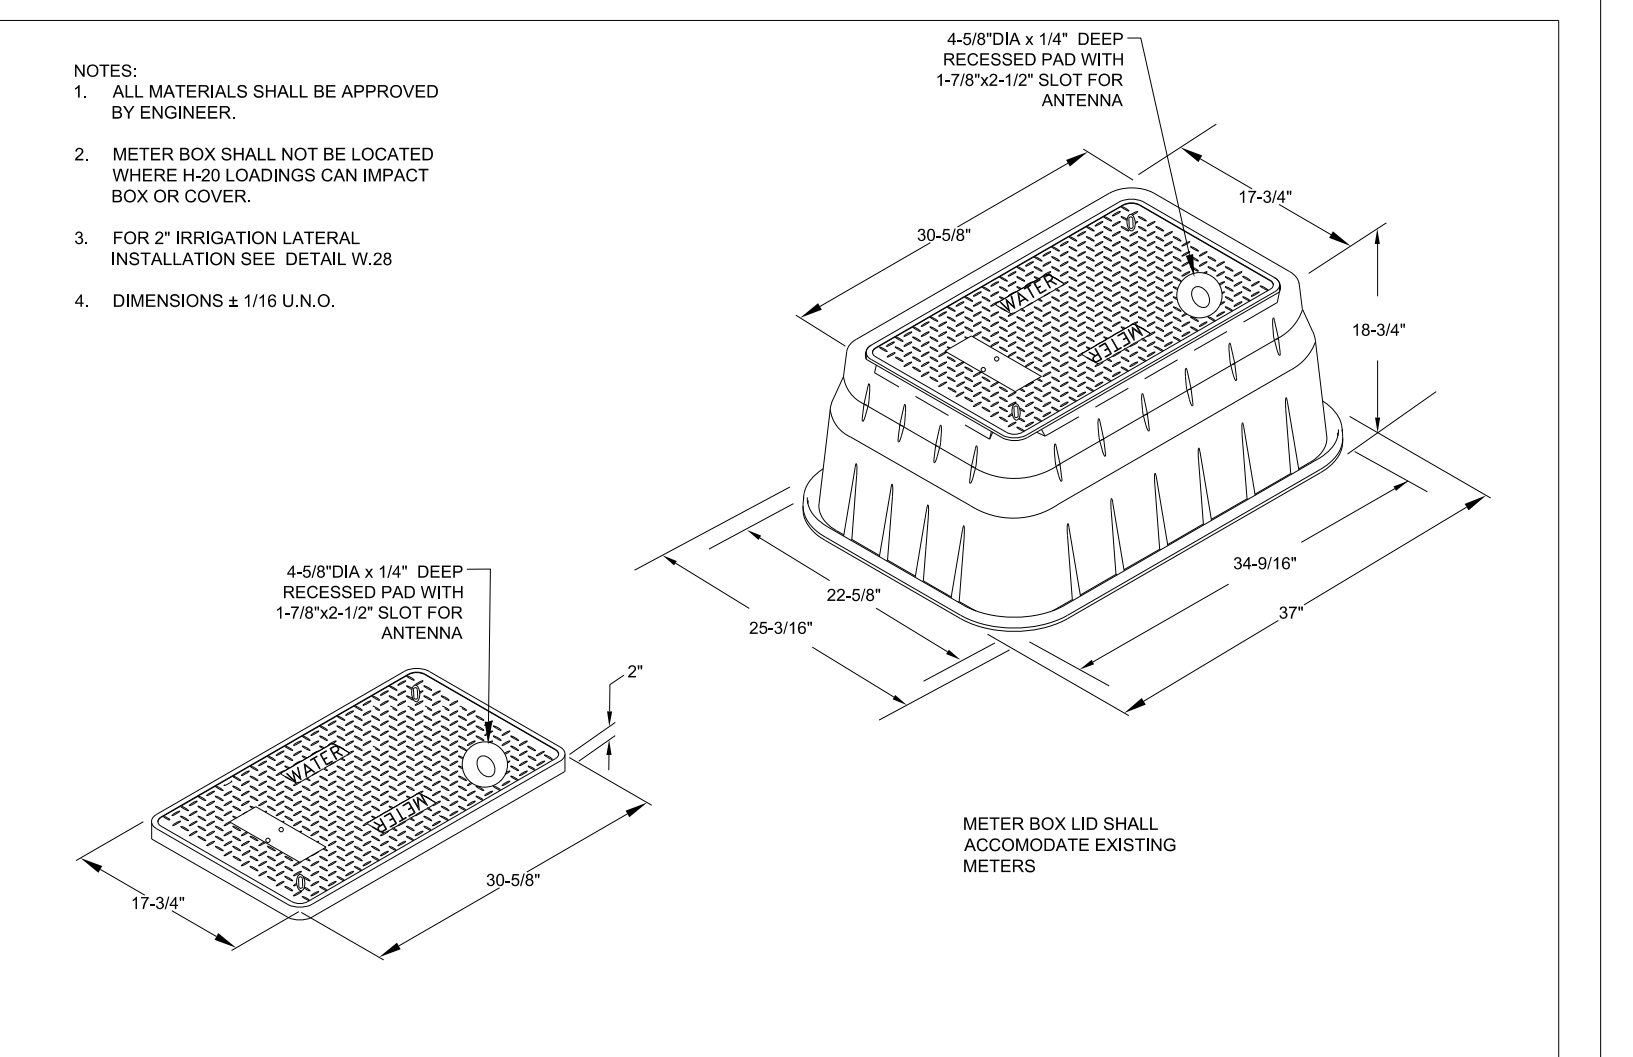 NOTES:
1. ALL MATERIALS SHALL BE APPROVED
BY ENGINEER.
2. METER BOX SHALL NOT BE LOCATED
WHERE H-20 LOADINGS CAN IMPACT
BOX OR COVER.
3. FOR 2" IRRIGATION LATERAL
INSTALLATION SEE DETAIL W.28
4. DIMENSIONS ± 1/16 U.N.O.
4-5/8"DIA x 1/4" DEEP
RECESSED PAD WITH
1-7/8"x2-1/2" SLOT FOR
ANTENNA
17-3/4"
30-5/8"
18-3/4"
WATER
METER
34-9/16"
37"
22-5/8"
25-3/16"
4-5/8"DIA x 1/4" DEEP
RECESSED PAD WITH
1-7/8"x2-1/2" SLOT FOR
ANTENNA
2"
WATER
METER
30-5/8"
17-3/4"
METER BOX LID SHALL
ACCOMODATE EXISTING
METERS